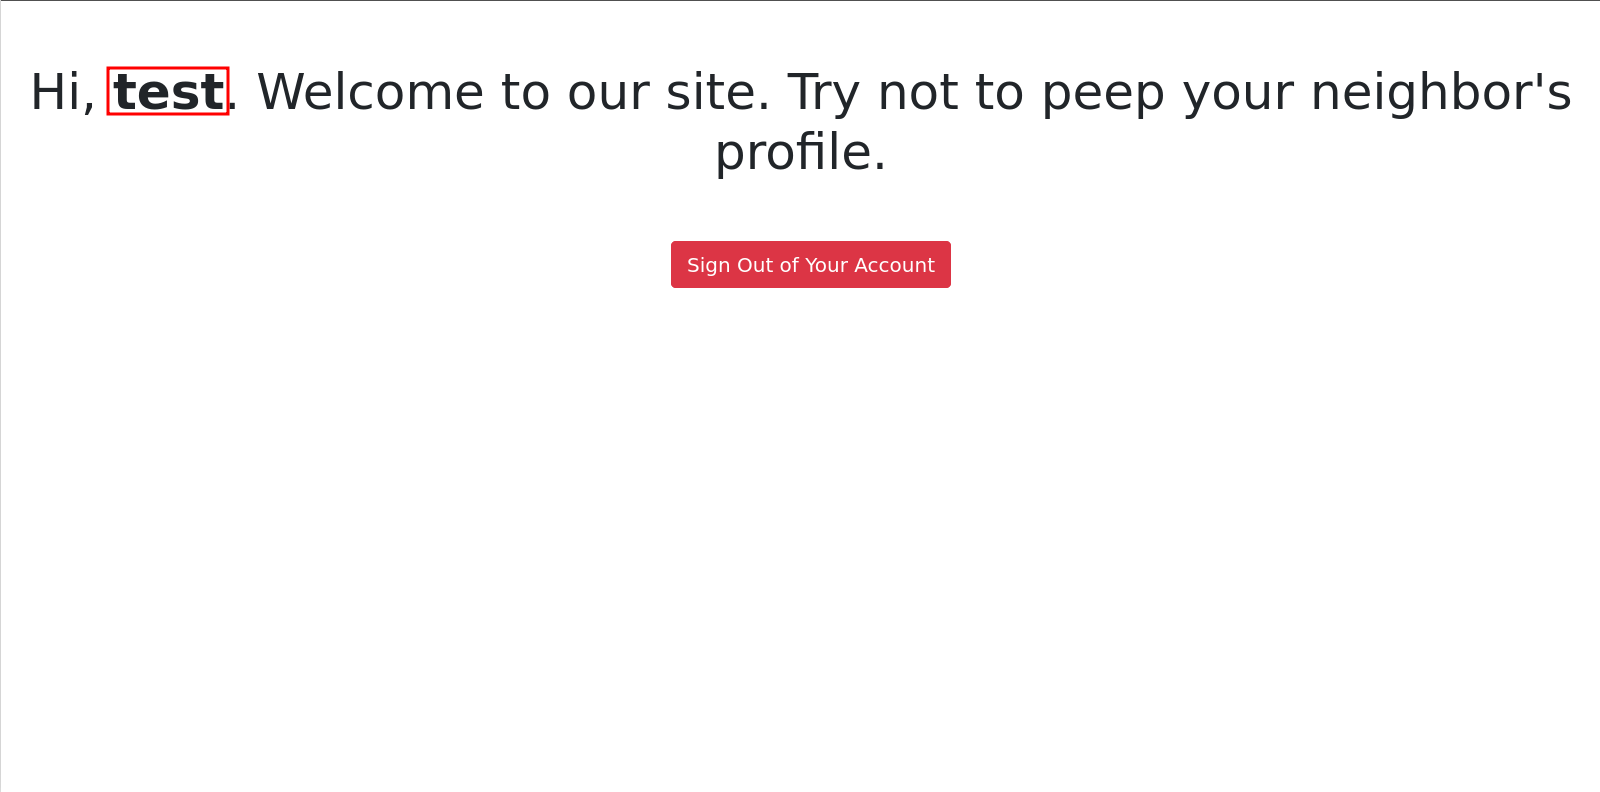 Hi, test. Welcome to our site. Try not to peep your neighbor's
profile.
Sign Out of Your Account